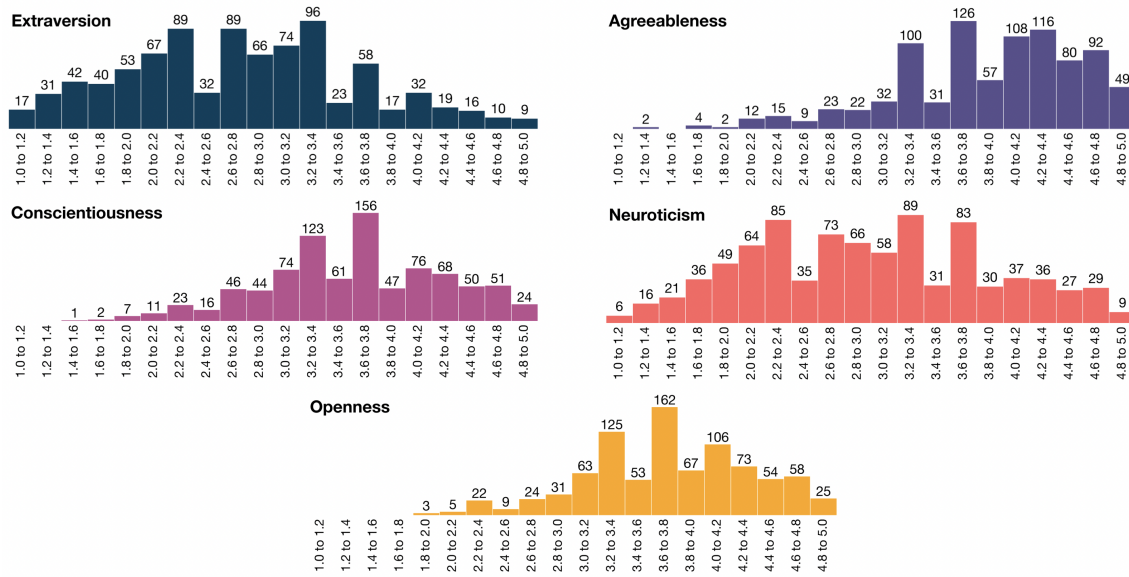 Extraversion
17 31 42 40 53 67 89 32 89 66 74 96 23 58 17 32 19 16 10 9
1.0 to 1.2 1.2 to 1.4 1.4 to 1.6 1.6 to 1.8 1.8 to 2.0 2.0 to 2.2 2.2 to 2.4 2.4 to 2.6 2.6 to 2.8 2.8 to 3.0 3.0 to 3.2 3.2 to 3.4 3.4 to 3.6 3.6 to 3.8 3.8 to 4.0 4.0 to 4.2 4.2 to 4.4 4.4 to 4.6 4.6 to 4.8 4.8 to 5.0
Agreeableness
2 4 2 12 15 9 23 22 32 100 31 126 57 108 116 80 92 49
1.0 to 1.2 1.2 to 1.4 1.4 to 1.6 1.6 to 1.8 1.8 to 2.0 2.0 to 2.2 2.2 to 2.4 2.4 to 2.6 2.6 to 2.8 2.8 to 3.0 3.0 to 3.2 3.2 to 3.4 3.4 to 3.6 3.6 to 3.8 3.8 to 4.0 4.0 to 4.2 4.2 to 4.4 4.4 to 4.6 4.6 to 4.8 4.8 to 5.0
Conscientiousness
1 2 7 11 23 16 46 44 74 123 61 156 47 76 68 50 51 24
1.0 to 1.2 1.2 to 1.4 1.4 to 1.6 1.6 to 1.8 1.8 to 2.0 2.0 to 2.2 2.2 to 2.4 2.4 to 2.6 2.6 to 2.8 2.8 to 3.0 3.0 to 3.2 3.2 to 3.4 3.4 to 3.6 3.6 to 3.8 3.8 to 4.0 4.0 to 4.2 4.2 to 4.4 4.4 to 4.6 4.6 to 4.8 4.8 to 5.0
Neuroticism
6 16 21 36 49 64 85 35 73 66 58 89 31 83 30 37 36 27 29 9
1.0 to 1.2 1.2 to 1.4 1.4 to 1.6 1.6 to 1.8 1.8 to 2.0 2.0 to 2.2 2.2 to 2.4 2.4 to 2.6 2.6 to 2.8 2.8 to 3.0 3.0 to 3.2 3.2 to 3.4 3.4 to 3.6 3.6 to 3.8 3.8 to 4.0 4.0 to 4.2 4.2 to 4.4 4.4 to 4.6 4.6 to 4.8 4.8 to 5.0
Openness
3 5 22 9 24 31 63 125 53 162 67 106 73 54 58 25
1.0 to 1.2 1.2 to 1.4 1.4 to 1.6 1.6 to 1.8 1.8 to 2.0 2.0 to 2.2 2.2 to 2.4 2.4 to 2.6 2.6 to 2.8 2.8 to 3.0 3.0 to 3.2 3.2 to 3.4 3.4 to 3.6 3.6 to 3.8 3.8 to 4.0 4.0 to 4.2 4.2 to 4.6 4.4 to 4.6 4.6 to 4.8 4.8 to 5.0